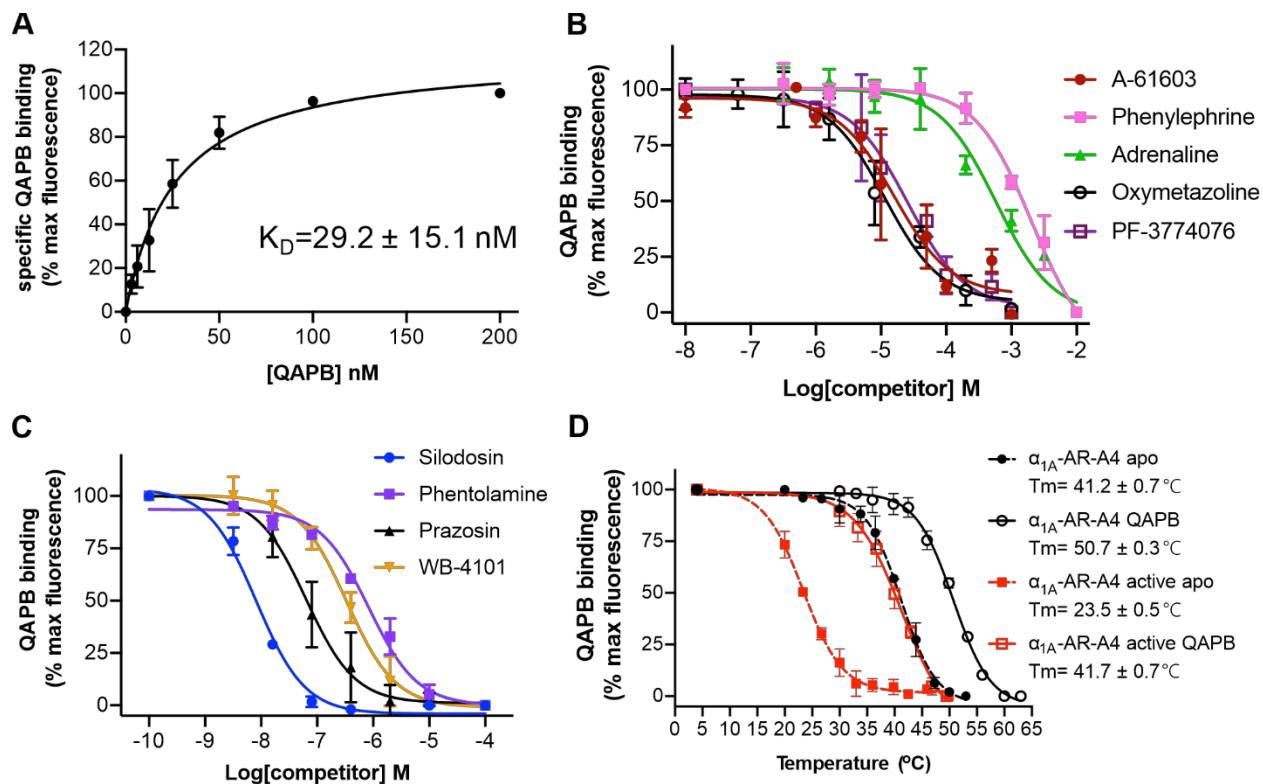 A
specific QAPB binding
(% max fluorescence)
120
100
80
60
40
20
0
K_D=29.2 ± 15.1 nM
0
50
100
150
200
[QAPB] nM
B
QAPB binding
(% max fluorescence)
100
75
50
25
0
-8
-7
-6
-5
-4
-3
-2
Log[competitor] M
A-61603
Phenylephrine
Adrenaline
Oxymetazoline
PF-3774076
C
QAPB binding
(% max fluorescence)
100
75
50
25
0
-10
-9
-8
-7
-6
-5
-4
Log[competitor] M
Silodosin
Phentolamine
Prazosin
WB-4101
D
QAPB binding
(% max fluorescence)
100
75
50
25
0
0
5
10
15
20
25
30
35
40
45
50
55
60
65
Temperature (ºC)
α1A-AR-A4 apo
Tm= 41.2 ± 0.7℃
α1A-AR-A4 QAPB
Tm= 50.7 ± 0.3℃
α1A-AR-A4 active apo
Tm= 23.5 ± 0.5℃
α1A-AR-A4 active QAPB
Tm= 41.7 ± 0.7℃